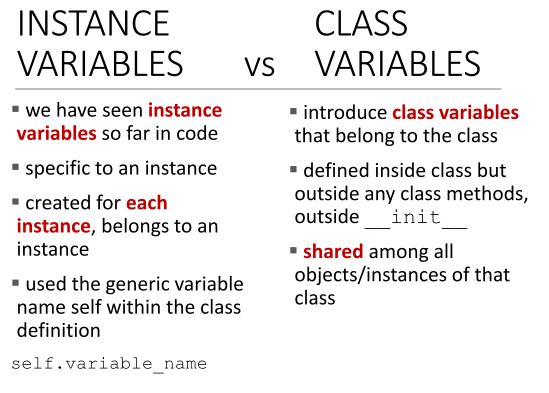 INSTANCE
VARIABLES
vs
CLASS
VARIABLES
▪ we have seen instance
variables so far in code
▪ specific to an instance
▪ created for each
instance, belongs to an
instance
▪ used the generic variable
name self within the class
definition
self.variable_name
▪ introduce class variables
that belong to the class
▪ defined inside class but
outside any class methods,
outside __init__
▪ shared among all
objects/instances of that
class